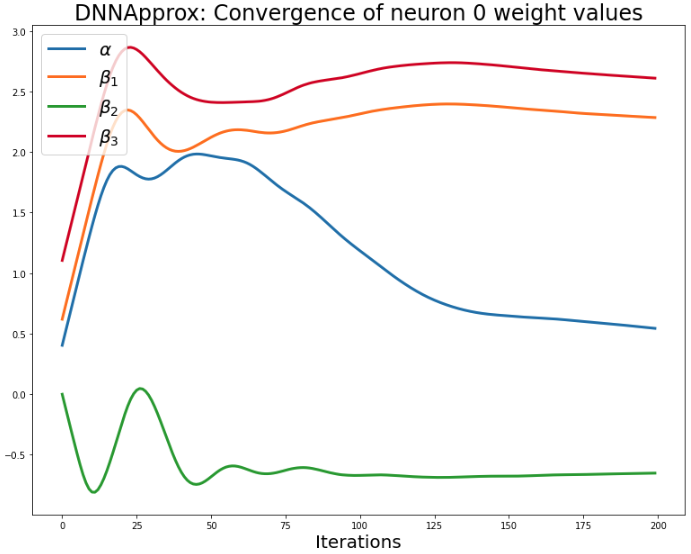 DNNApprox: Convergence of neuron 0 weight values
α
β₁
β₂
β₃
3.0
2.5
2.0
1.5
1.0
0.5
0.0
−0.5
0 25 50 75 100 125 150 175 200
Iterations